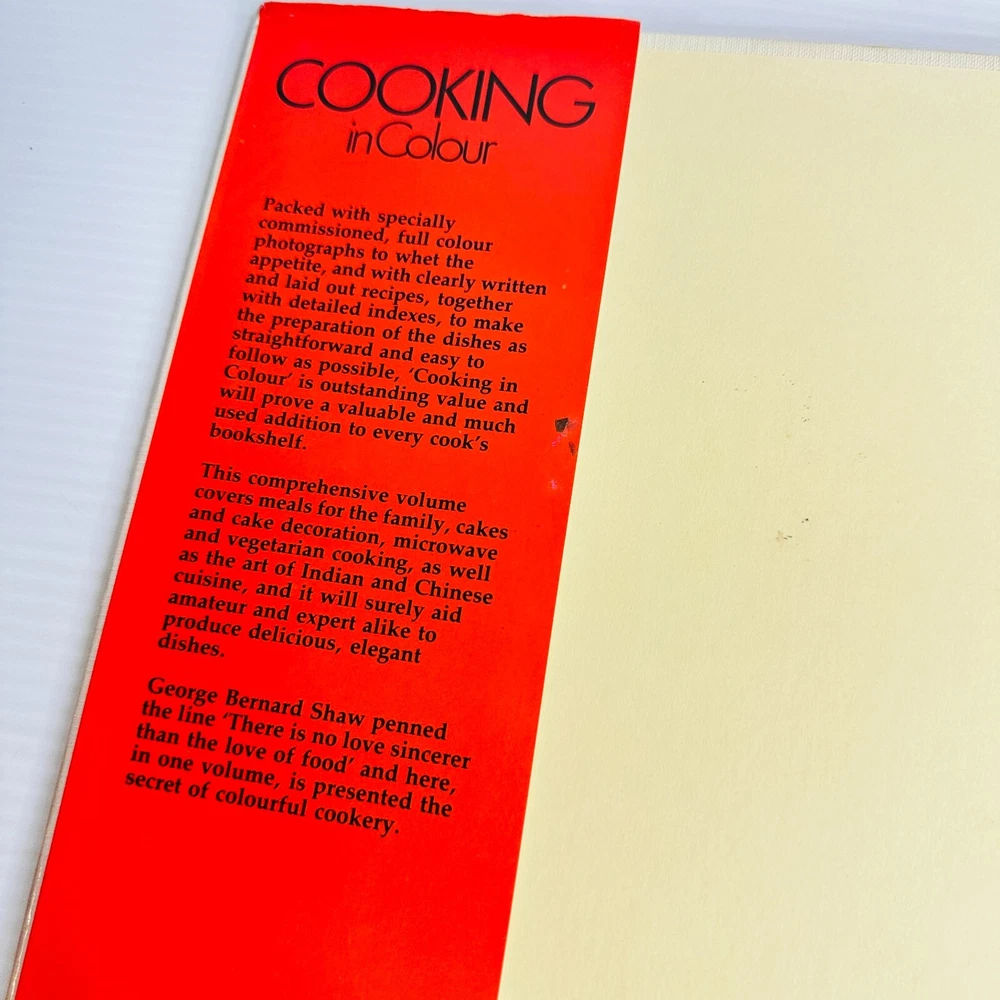 COOKING
in Colour
Packed with specially
commissioned, full colour
photographs to whet the
appetite, and with clearly written
and laid out recipes, together
with detailed indexes, to make
the preparation of the dishes as
straightforward and easy to
follow as possible, 'Cooking in
Colour' is outstanding value and
will prove a valuable and much
used addition to every cook's
bookshelf.
This comprehensive volume
covers meals for the family, cakes
and cake decoration, microwave
and vegetarian cooking, as well
as the art of Indian and Chinese
cuisine, and it will surely aid
amateur and expert alike to
produce delicious, elegant
dishes.
George Bernard Shaw penned
the line 'There is no love sincerer
than the love of food' and here,
in one volume, is presented the
secret of colourful cookery.